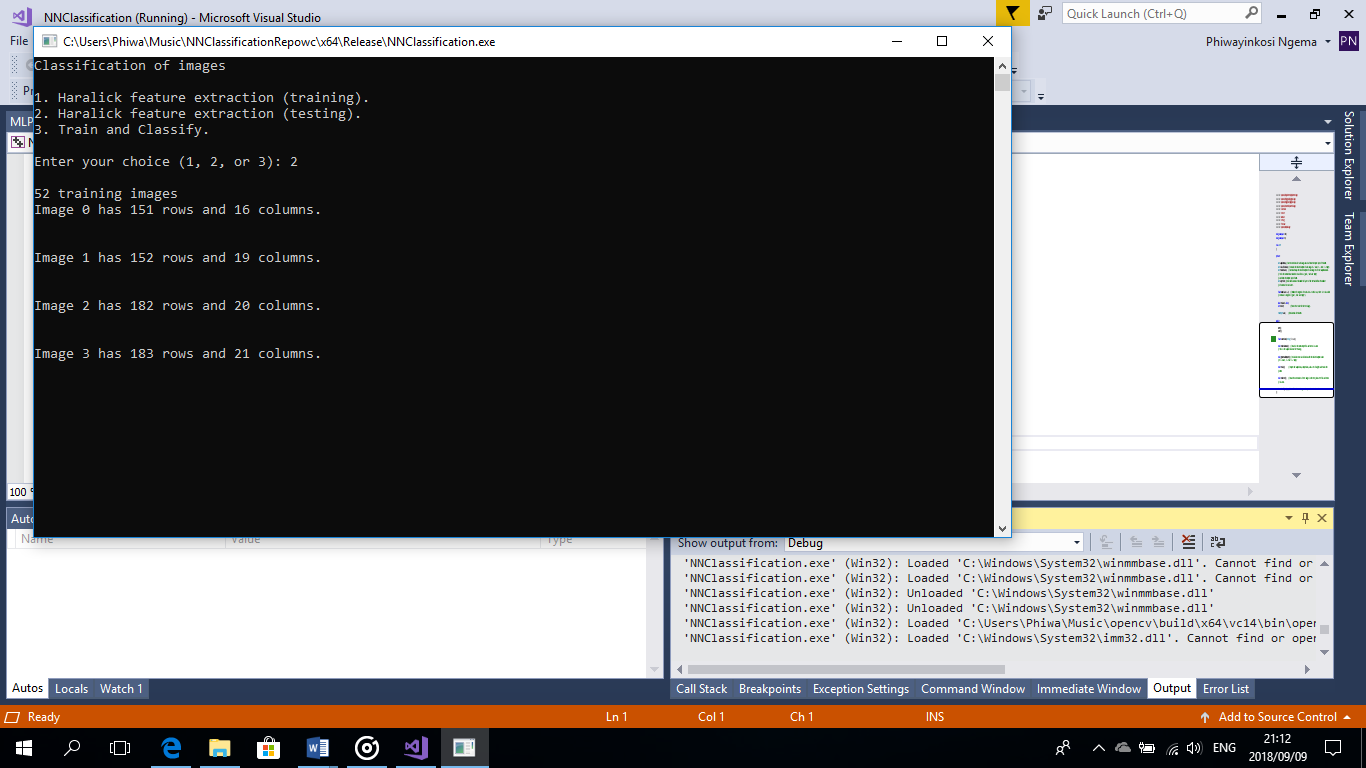 NNClassification (Running) - Microsoft Visual Studio
Quick Launch (Ctrl+Q)
File
Phiwayinkosi Ngema
PN
C:\Users\Phiwa\Music\NNClassificationRepowc\x64\Release\NNClassification.exe
Classification of images
1. Haralick feature extraction (training).
2. Haralick feature extraction (testing).
3. Train and Classify.
Enter your choice (1, 2, or 3): 2
52 training images
Image 0 has 151 rows and 16 columns.
Image 1 has 152 rows and 19 columns.
Image 2 has 182 rows and 20 columns.
Image 3 has 183 rows and 21 columns.
Pr
MLP
N
Solution Explorer
Team Explorer
100 %
Auto
Name Value Type
Show output from: Debug
'NNClassification.exe' (Win32): Loaded 'C:\Windows\System32\winmmbase.dll'. Cannot find or
'NNClassification.exe' (Win32): Loaded 'C:\Windows\System32\winmmbase.dll'. Cannot find or
'NNClassification.exe' (Win32): Unloaded 'C:\Windows\System32\winmmbase.dll'
'NNClassification.exe' (Win32): Unloaded 'C:\Windows\System32\winmmbase.dll'
'NNClassification.exe' (Win32): Loaded 'C:\Users\Phiwa\Music\opencv\build\x64\vc14\bin\oper
'NNClassification.exe' (Win32): Loaded 'C:\Windows\System32\imm32.dll'. Cannot find or oper
Autos Locals Watch 1
Call Stack Breakpoints Exception Settings Command Window Immediate Window Output Error List
Ready Ln 1 Col 1 Ch 1 INS Add to Source Control
ENG
21:12
2018/09/09